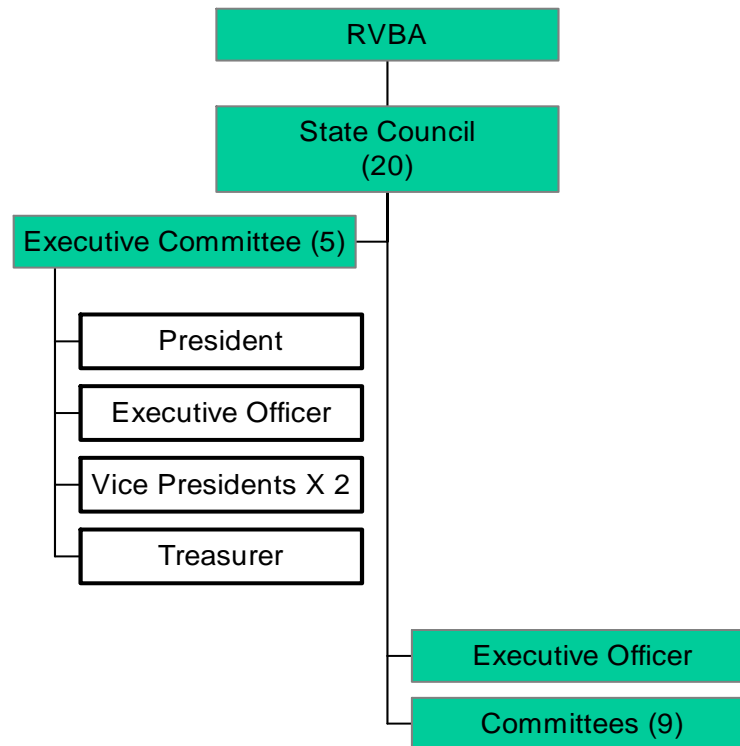 RVBA
State Council
(20)
Executive Committee (5)
President
Executive Officer
Vice Presidents X 2
Treasurer
Executive Officer
Committees (9)